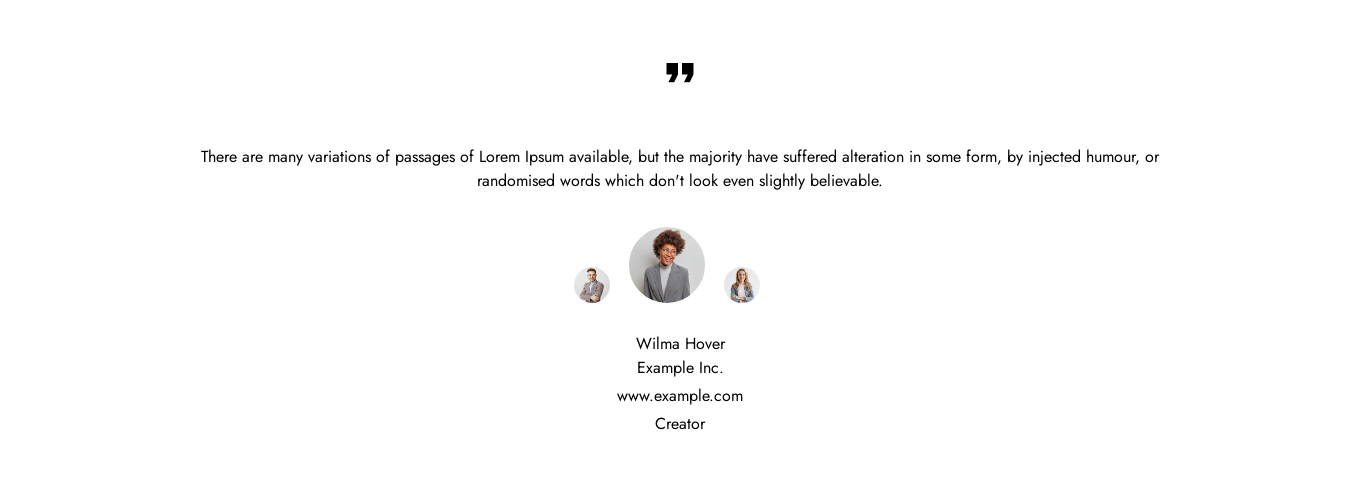 ”
There are many variations of passages of Lorem Ipsum available, but the majority have suffered alteration in some form, by injected humour, or
randomised words which don't look even slightly believable.
Wilma Hover
Example Inc.
www.example.com
Creator